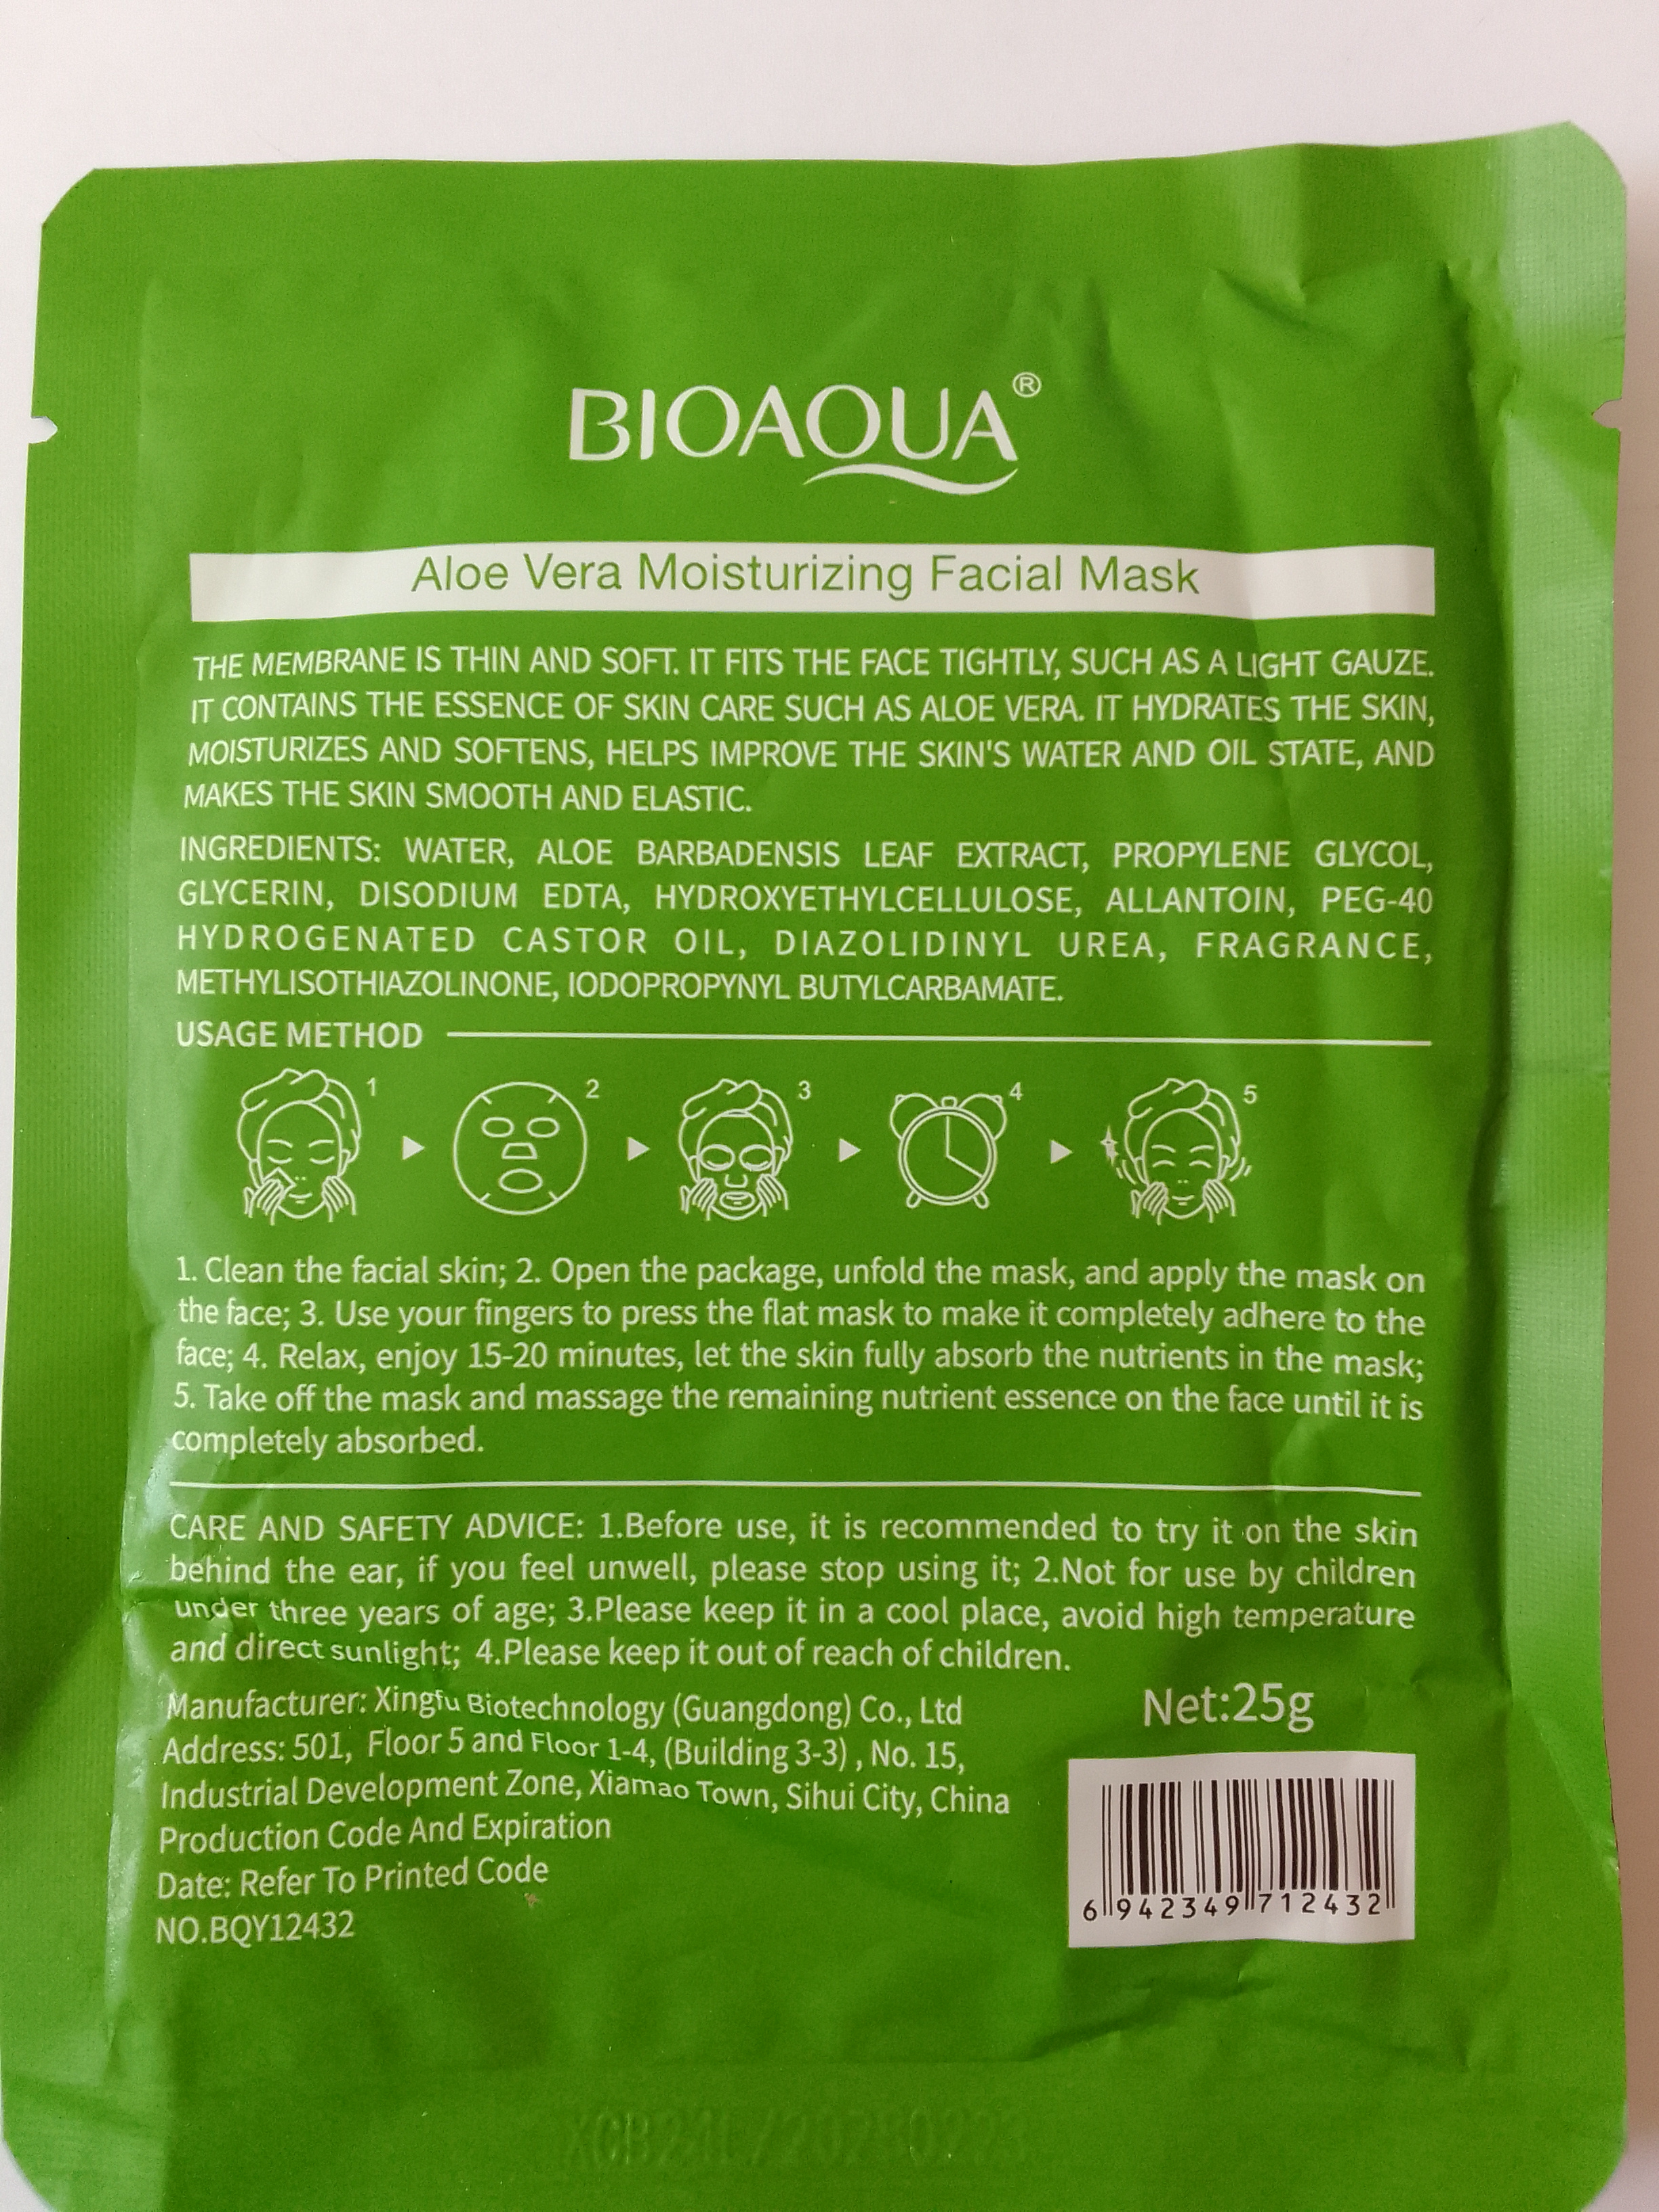 BIOAQUA®
Aloe Vera Moisturizing Facial Mask
THE MEMBRANE IS THIN AND SOFT. IT FITS THE FACE TIGHTLY, SUCH AS A LIGHT GAUZE.
IT CONTAINS THE ESSENCE OF SKIN CARE SUCH AS ALOE VERA. IT HYDRATES THE SKIN,
MOISTURIZES AND SOFTENS, HELPS IMPROVE THE SKIN'S WATER AND OIL STATE, AND
MAKES THE SKIN SMOOTH AND ELASTIC.
INGREDIENTS: WATER, ALOE BARBADENSIS LEAF EXTRACT, PROPYLENE GLYCOL,
GLYCERIN, DISODIUM EDTA, HYDROXYETHYLCELLULOSE, ALLANTOIN, PEG-40
HYDROGENATED CASTOR OIL, DIAZOLIDINYL UREA, FRAGRANCE,
METHYLISOTHIAZOLINONE, IODOPROPYNYL BUTYLCARBAMATE.
USAGE METHOD
1 2 3 4 5
1. Clean the facial skin; 2. Open the package, unfold the mask, and apply the mask on
the face; 3. Use your fingers to press the flat mask to make it completely adhere to the
face; 4. Relax, enjoy 15-20 minutes, let the skin fully absorb the nutrients in the mask;
5. Take off the mask and massage the remaining nutrient essence on the face until it is
completely absorbed.
CARE AND SAFETY ADVICE: 1.Before use, it is recommended to try it on the skin
behind the ear, if you feel unwell, please stop using it; 2.Not for use by children
under three years of age; 3.Please keep it in a cool place, avoid high temperature
and direct sunlight; 4.Please keep it out of reach of children.
Manufacturer: Xingfu Biotechnology (Guangdong) Co., Ltd
Address: 501, Floor 5 and Floor 1-4, (Building 3-3) , No. 15,
Industrial Development Zone, Xiamao Town, Sihui City, China
Production Code And Expiration
Date: Refer To Printed Code
NO.BQY12432
Net:25g
6 942349 712432